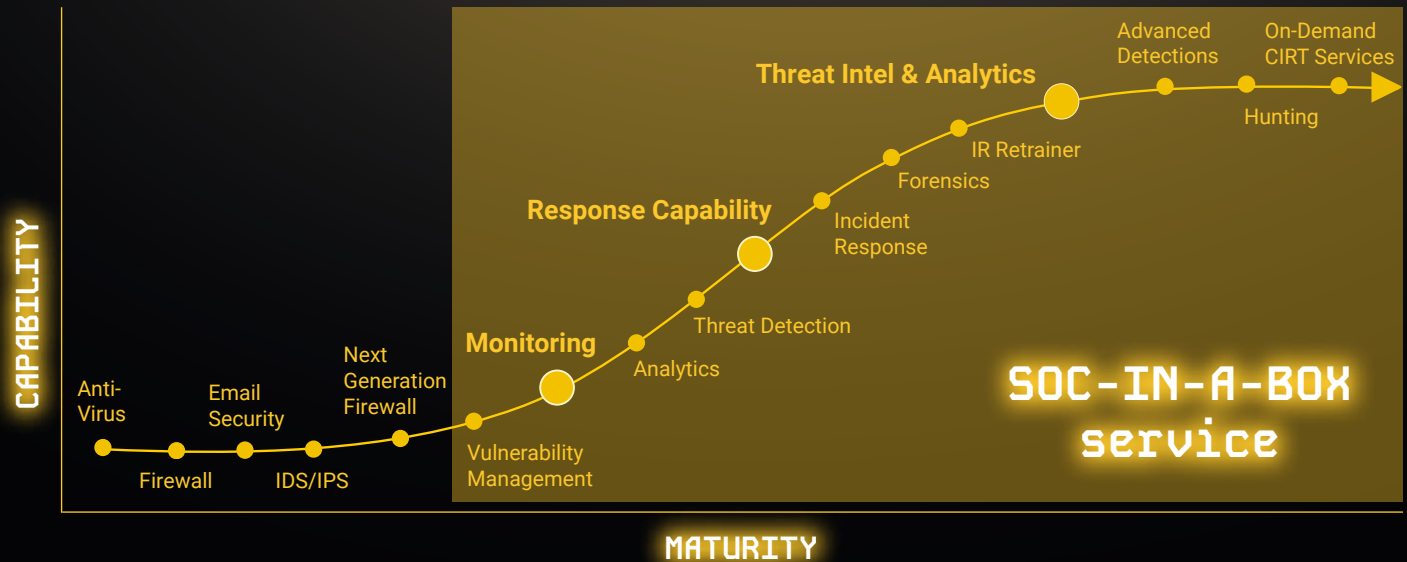 Advanced
Detections
On-Demand
CIRT Services
Threat Intel & Analytics
Hunting
IR Retrainer
Forensics
Response Capability
Incident
Response
Threat Detection
Monitoring
Analytics
Next
Generation
Firewall
Anti-
Virus
Email
Security
Firewall
IDS/IPS
Vulnerability
Management
SOC-IN-A-BOX
service
CAPABILITY
MATURITY